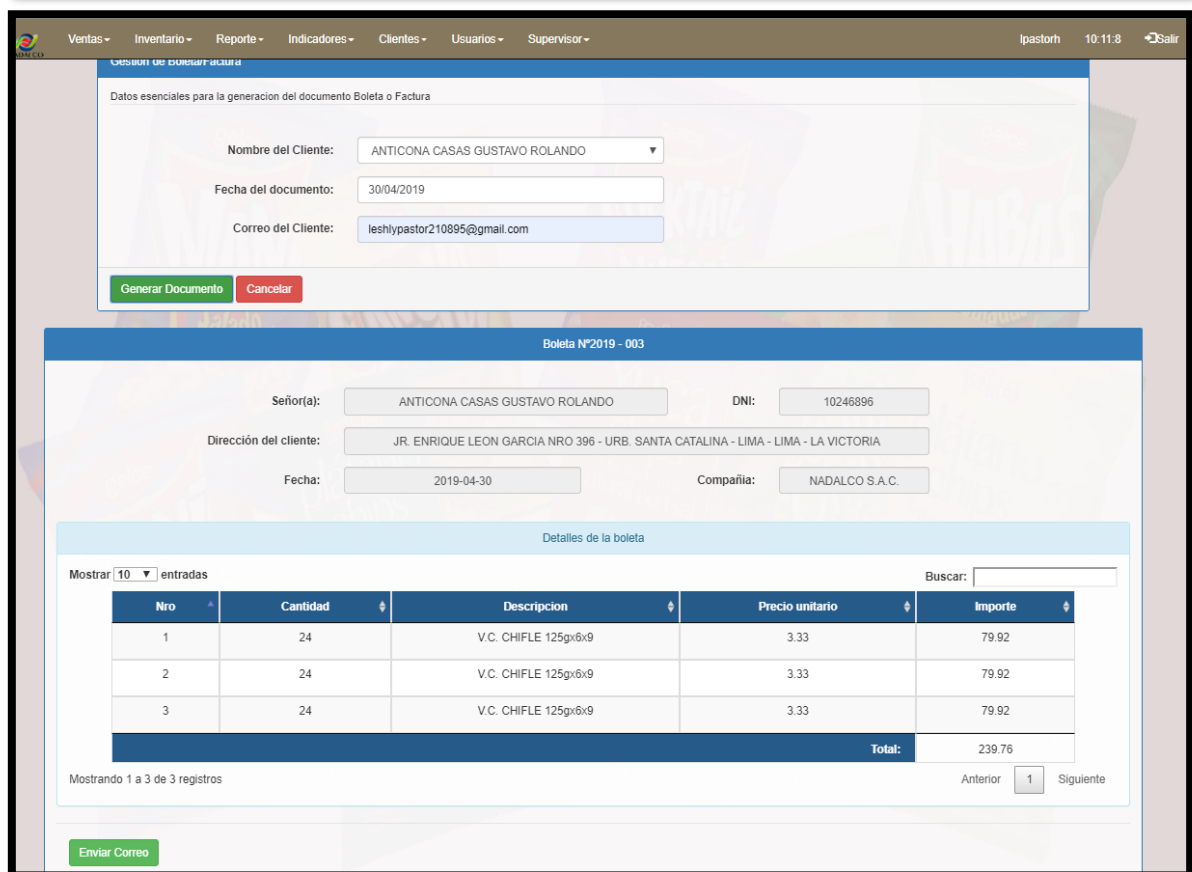 Ventas Inventario Reporte Indicadores Clientes Usuarios Supervisor lpastorh 10:11:8 Salir
Gestion de Boleta/Factura
Datos esenciales para la generacion del documento Boleta o Factura
Nombre del Cliente: ANTICONA CASAS GUSTAVO ROLANDO
Fecha del documento: 30/04/2019
Correo del Cliente: leshlypastor210895@gmail.com
Generar Documento Cancelar
Boleta Nº2019 - 003
Señor(a): ANTICONA CASAS GUSTAVO ROLANDO DNI: 10246896
Dirección del cliente: JR. ENRIQUE LEON GARCIA NRO 396 - URB. SANTA CATALINA - LIMA - LIMA - LA VICTORIA
Fecha: 2019-04-30 Compañia: NADALCO S.A.C.
Detalles de la boleta
Mostrar 10 entradas Buscar:
Nro Cantidad Descripcion Precio unitario Importe
1 24 V.C. CHIFLE 125gx6x9 3.33 79.92
2 24 V.C. CHIFLE 125gx6x9 3.33 79.92
3 24 V.C. CHIFLE 125gx6x9 3.33 79.92
Total: 239.76
Mostrando 1 a 3 de 3 registros Anterior 1 Siguiente
Enviar Correo